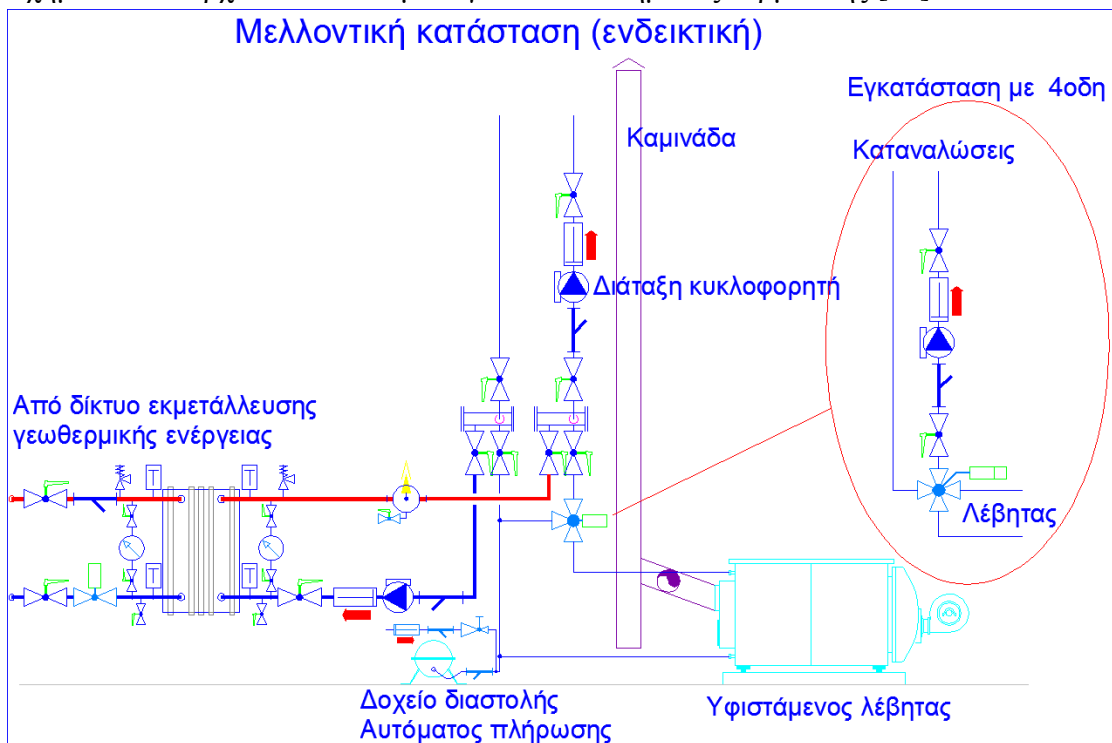 Μελλοντική κατάσταση (ενδεικτική)
Εγκατάσταση με 4οδη
Καμινάδα
Καταναλώσεις
Διάταξη κυκλοφορητή
Από δίκτυο εκμετάλλευσης
γεωθερμικής ενέργειας
T
T
T
T
Λέβητας
Δοχείο διαστολής
Αυτόματος πλήρωσης
Υφιστάμενος λέβητας